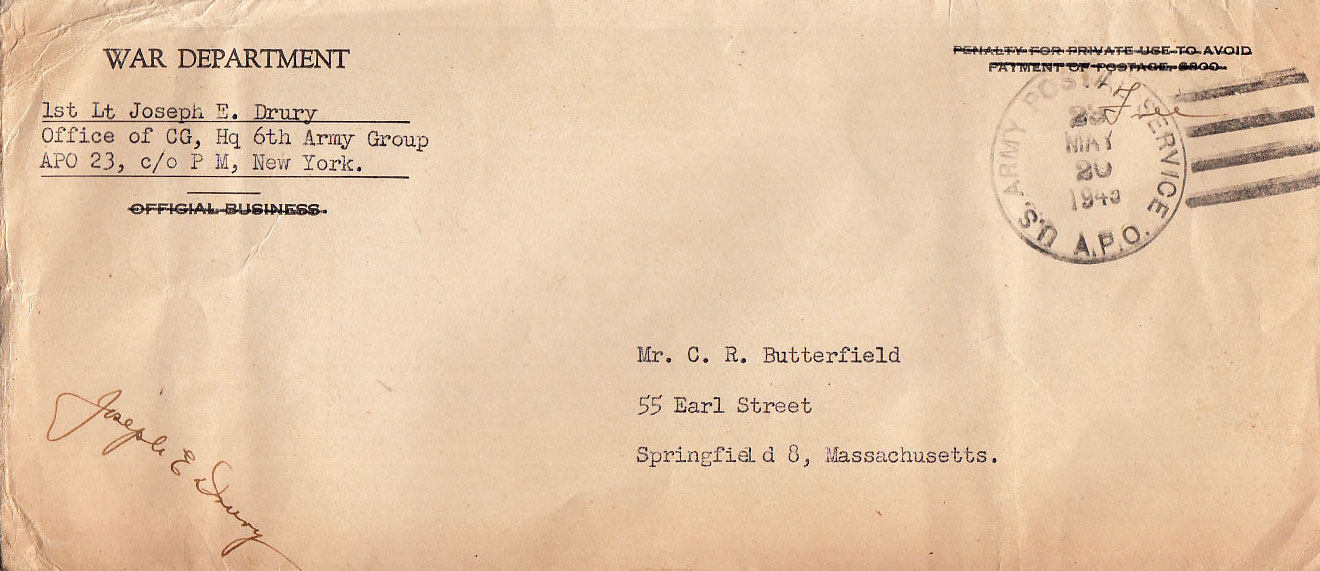 WAR DEPARTMENT
1st Lt Joseph E. Drury
Office of CG, Hq 6th Army Group
APO 23, c/o P M, New York.
OFFICIAL BUSINESS.
PENALTY FOR PRIVATE USE TO AVOID
PAYMENT OF POSTAGE, $300
Free
U.S. ARMY POSTAL SERVICE
MAY
20
A.P.O.
Mr. C. R. Butterfield
55 Earl Street
Springfield 8, Massachusetts.
Joseph E Drury